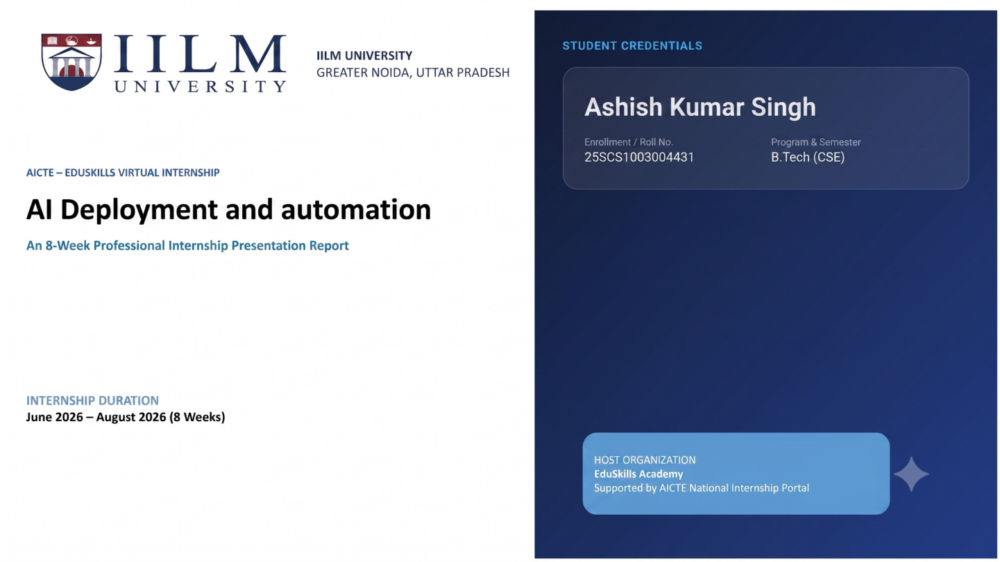 IILM
UNIVERSITY
IILM UNIVERSITY
GREATER NOIDA, UTTAR PRADESH
AICTE – EDUSKILLS VIRTUAL INTERNSHIP
AI Deployment and automation
An 8-Week Professional Internship Presentation Report
INTERNSHIP DURATION
June 2026 – August 2026 (8 Weeks)
STUDENT CREDENTIALS
Ashish Kumar Singh
Enrollment / Roll No.
25SCS1003004431
Program & Semester
B.Tech (CSE)
HOST ORGANIZATION
EduSkills Academy
Supported by AICTE National Internship Portal